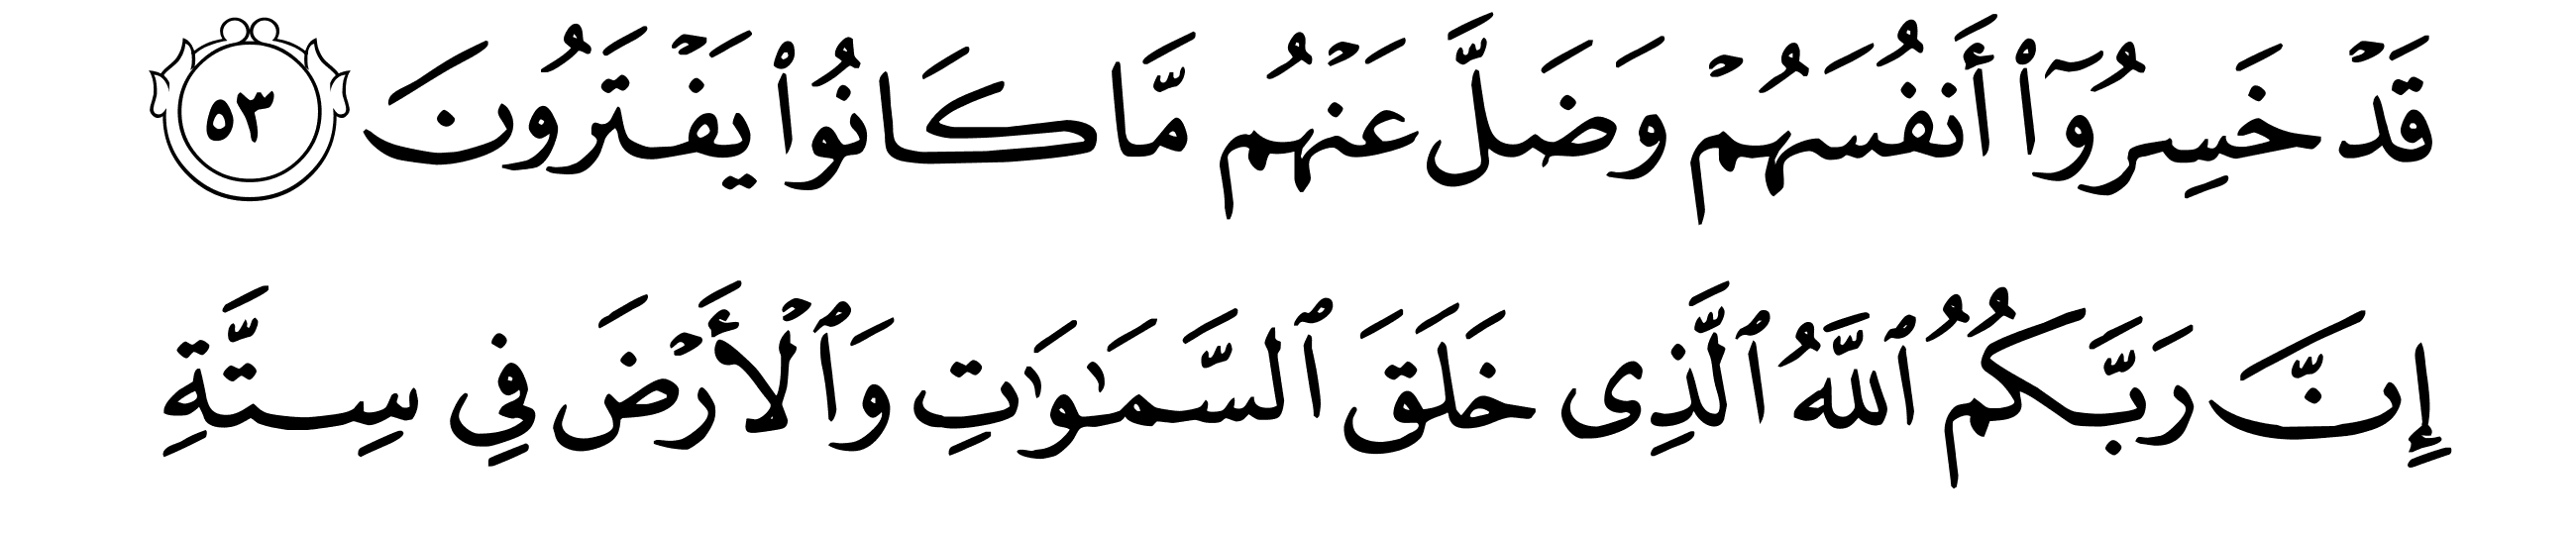 قَدۡ خَسِرُوٓاْ أَنفُسَهُمۡ وَضَلَّ عَنۡهُم مَّا كَانُواْ يَفۡتَرُونَ ٥٣
إِنَّ رَبَّكُمُ ٱللَّهُ ٱلَّذِى خَلَقَ ٱلسَّمَٰوَٰتِ وَٱلۡأَرۡضَ فِى سِتَّةِ